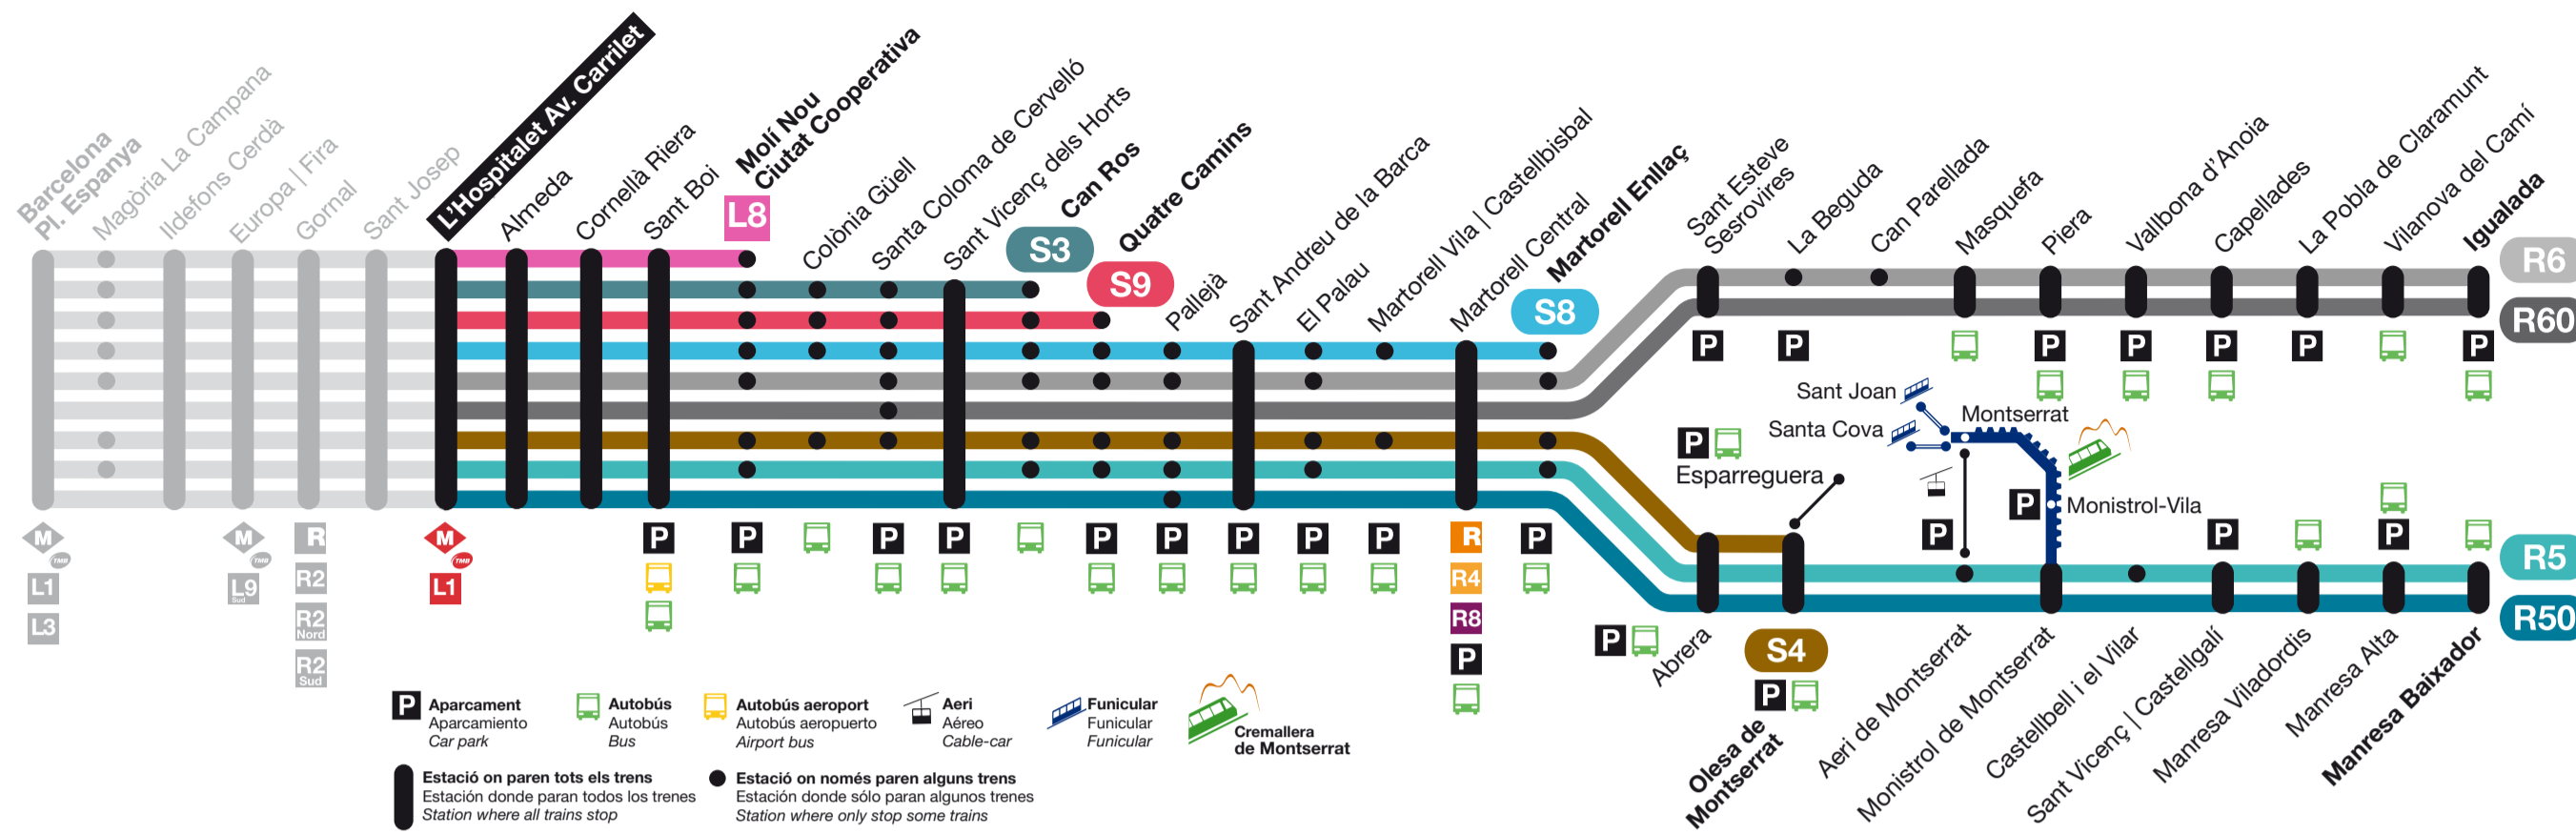 Barcelona
Pl. Espanya
Magòria La Campana
Ildefons Cerdà
Europa | Fira
Gornal
Sant Josep
L'Hospitalet Av. Carrilet
Almeda
Cornellà Riera
Sant Boi
Molí Nou
Ciutat Cooperativa
L8
Colònia Güell
Santa Coloma de Cervelló
Sant Vicenç dels Horts
Can Ros
S3
Quatre Camins
S9
Pallejà
Sant Andreu de la Barca
El Palau
Martorell Vila | Castellbisbal
Martorell Central
Martorell Enllaç
S8
Sant Esteve
Sesrovires
La Beguda
Can Parellada
Masquefa
Piera
Vallbona d'Anoia
Capellades
La Pobla de Claramunt
Vilanova del Camí
Igualada
R6
R60
P P P P P P P
P
Sant Joan
Santa Cova
Montserrat
P
Esparreguera
P
Monistrol-Vila
P
P
P
R5
R50
M
TMB
L1
L3
M
TMB
L9
Sud
R
R2
R2
Nord
R2
Sud
M
TMB
L1
P P P P P P P P P P
R
R4
R8
P
P
P
Abrera
S4
P
Olesa de
Montserrat
Aeri de Montserrat
Monistrol de Montserrat
Castellbell i el Vilar
Sant Vicenç | Castellgalí
Manresa Viladordis
Manresa Alta
Manresa Baixador
P
Aparcament
Aparcamiento
Car park
Autobús
Autobús
Bus
Autobús aeroport
Autobús aeropuerto
Airport bus
Aeri
Aéreo
Cable-car
Funicular
Funicular
Funicular
Cremallera
de Montserrat
Estació on paren tots els trens
Estación donde paran todos los trenes
Station where all trains stop
Estació on només paren alguns trens
Estación donde sólo paran algunos trenes
Station where only stop some trains